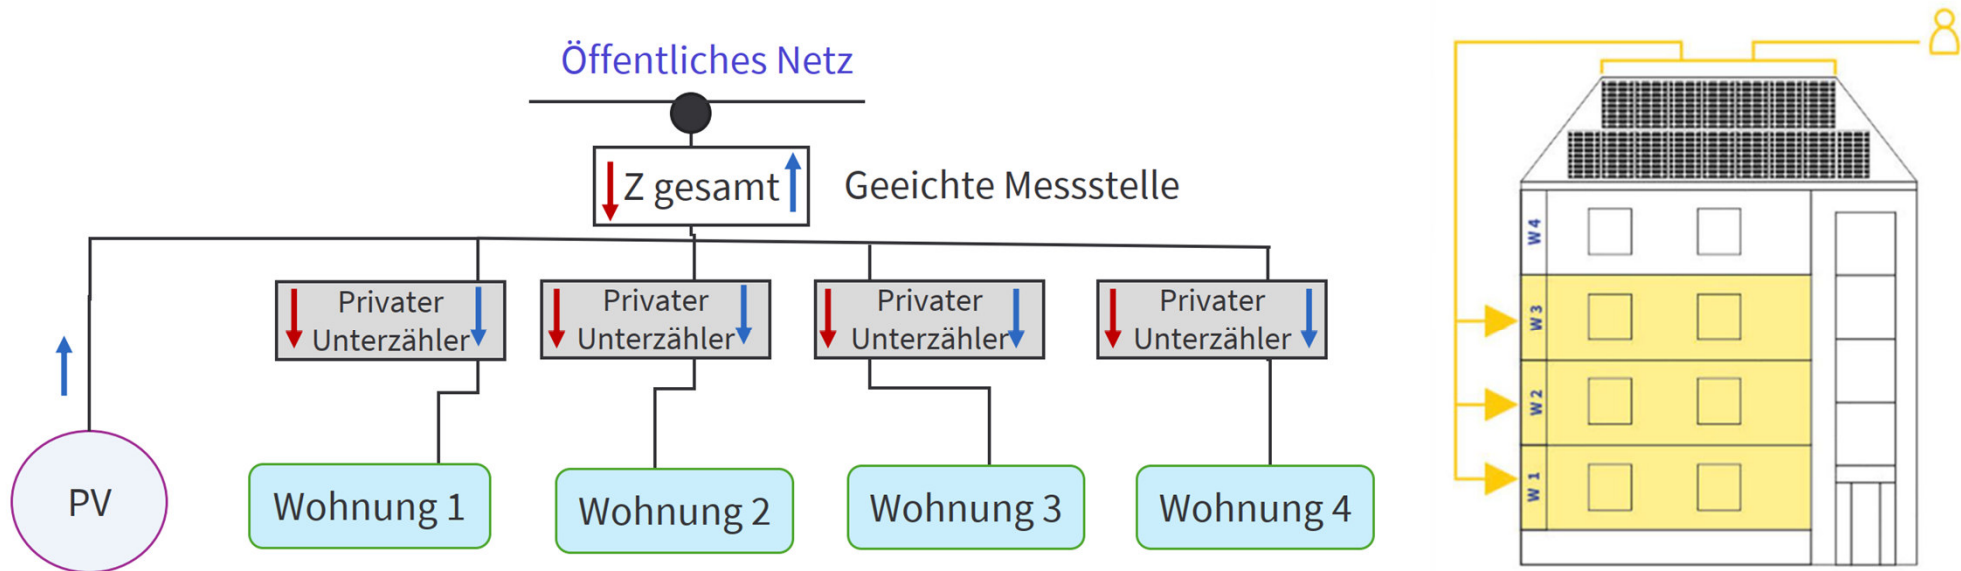 Öffentliches Netz
Z gesamt
Geeichte Messstelle
Privater
Unterzähler
Privater
Unterzähler
Privater
Unterzähler
Privater
Unterzähler
PV
Wohnung 1
Wohnung 2
Wohnung 3
Wohnung 4
W 4
W 3
W 2
W 1